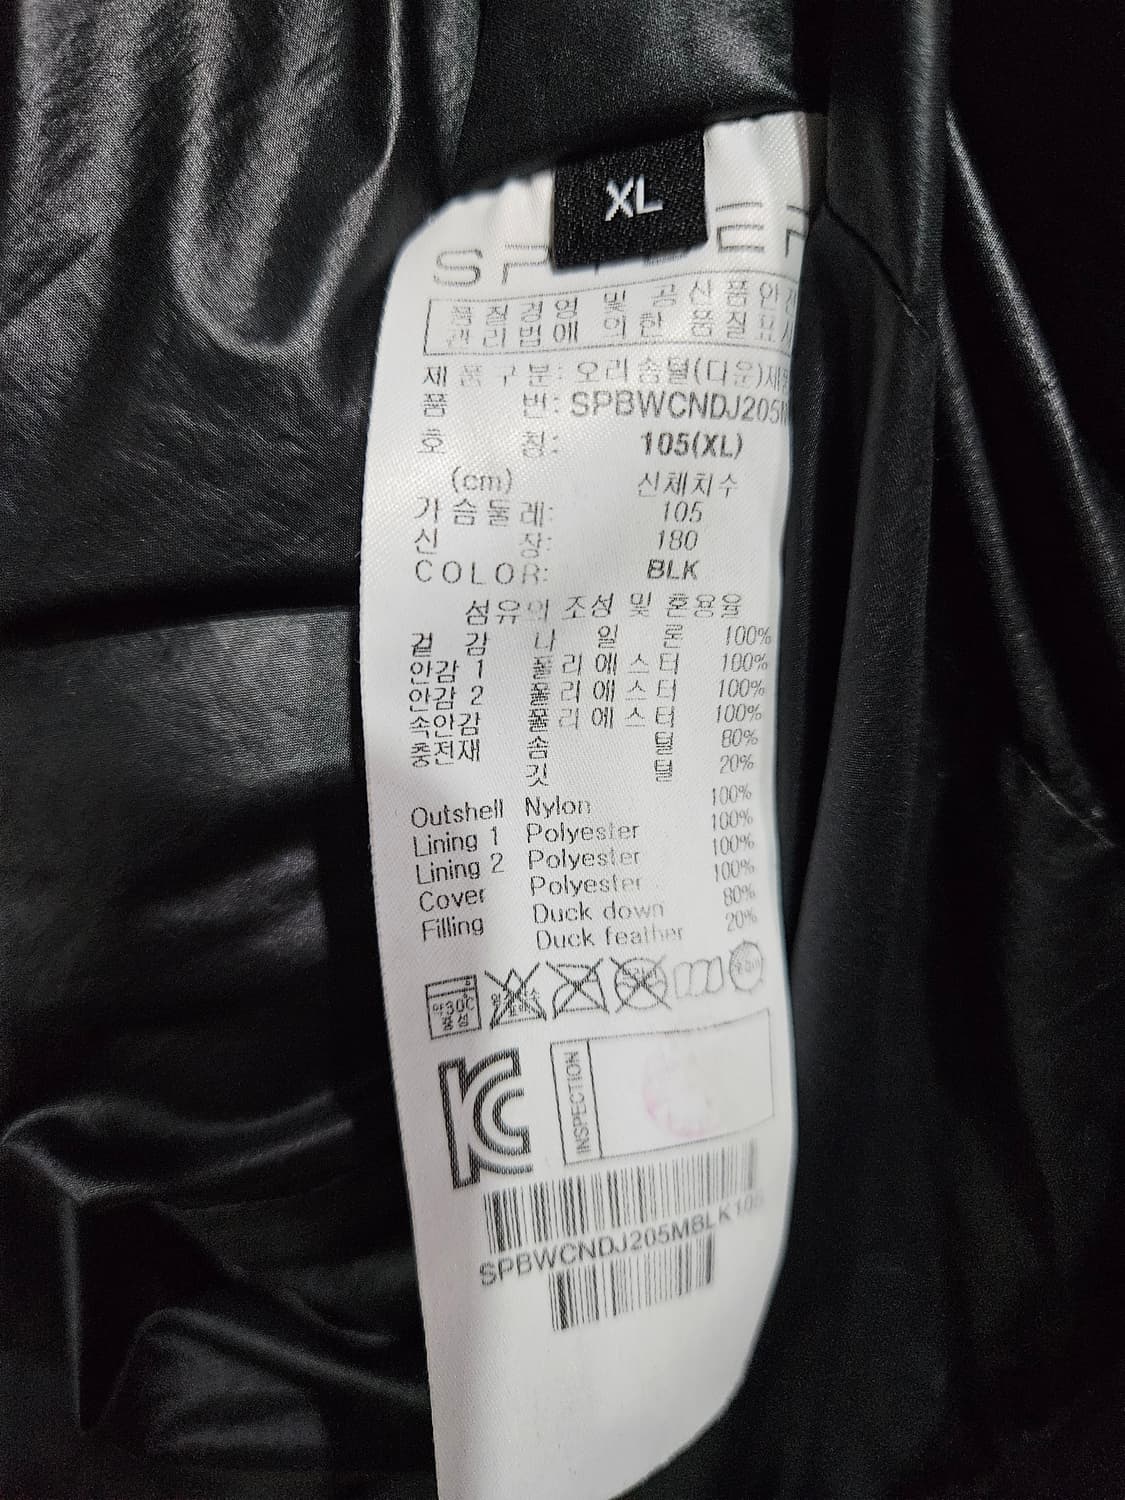 XL
품질경영 및 공산품안전
관리법에 의한 품질표시
제품구분: 오리솜털(다운)제품
품 번: SPBWCNDJ205M
호 칭: 105(XL)
(cm) 신체치수
가슴둘레: 105
신 장: 180
COLOR: BLK
섬유의 조성 및 혼용율
겉감 나일론 100%
안감 1 폴리에스터 100%
안감 2 폴리에스터 100%
속안감 폴리에스터 100%
충전재 솜털 80%
깃털 20%
Outshell Nylon 100%
Lining 1 Polyester 100%
Lining 2 Polyester 100%
Cover Polyester 100%
Filling Duck down 80%
Duck feather 20%
약30℃
중성
INSPECTION
SPBWCNDJ205MBLK105